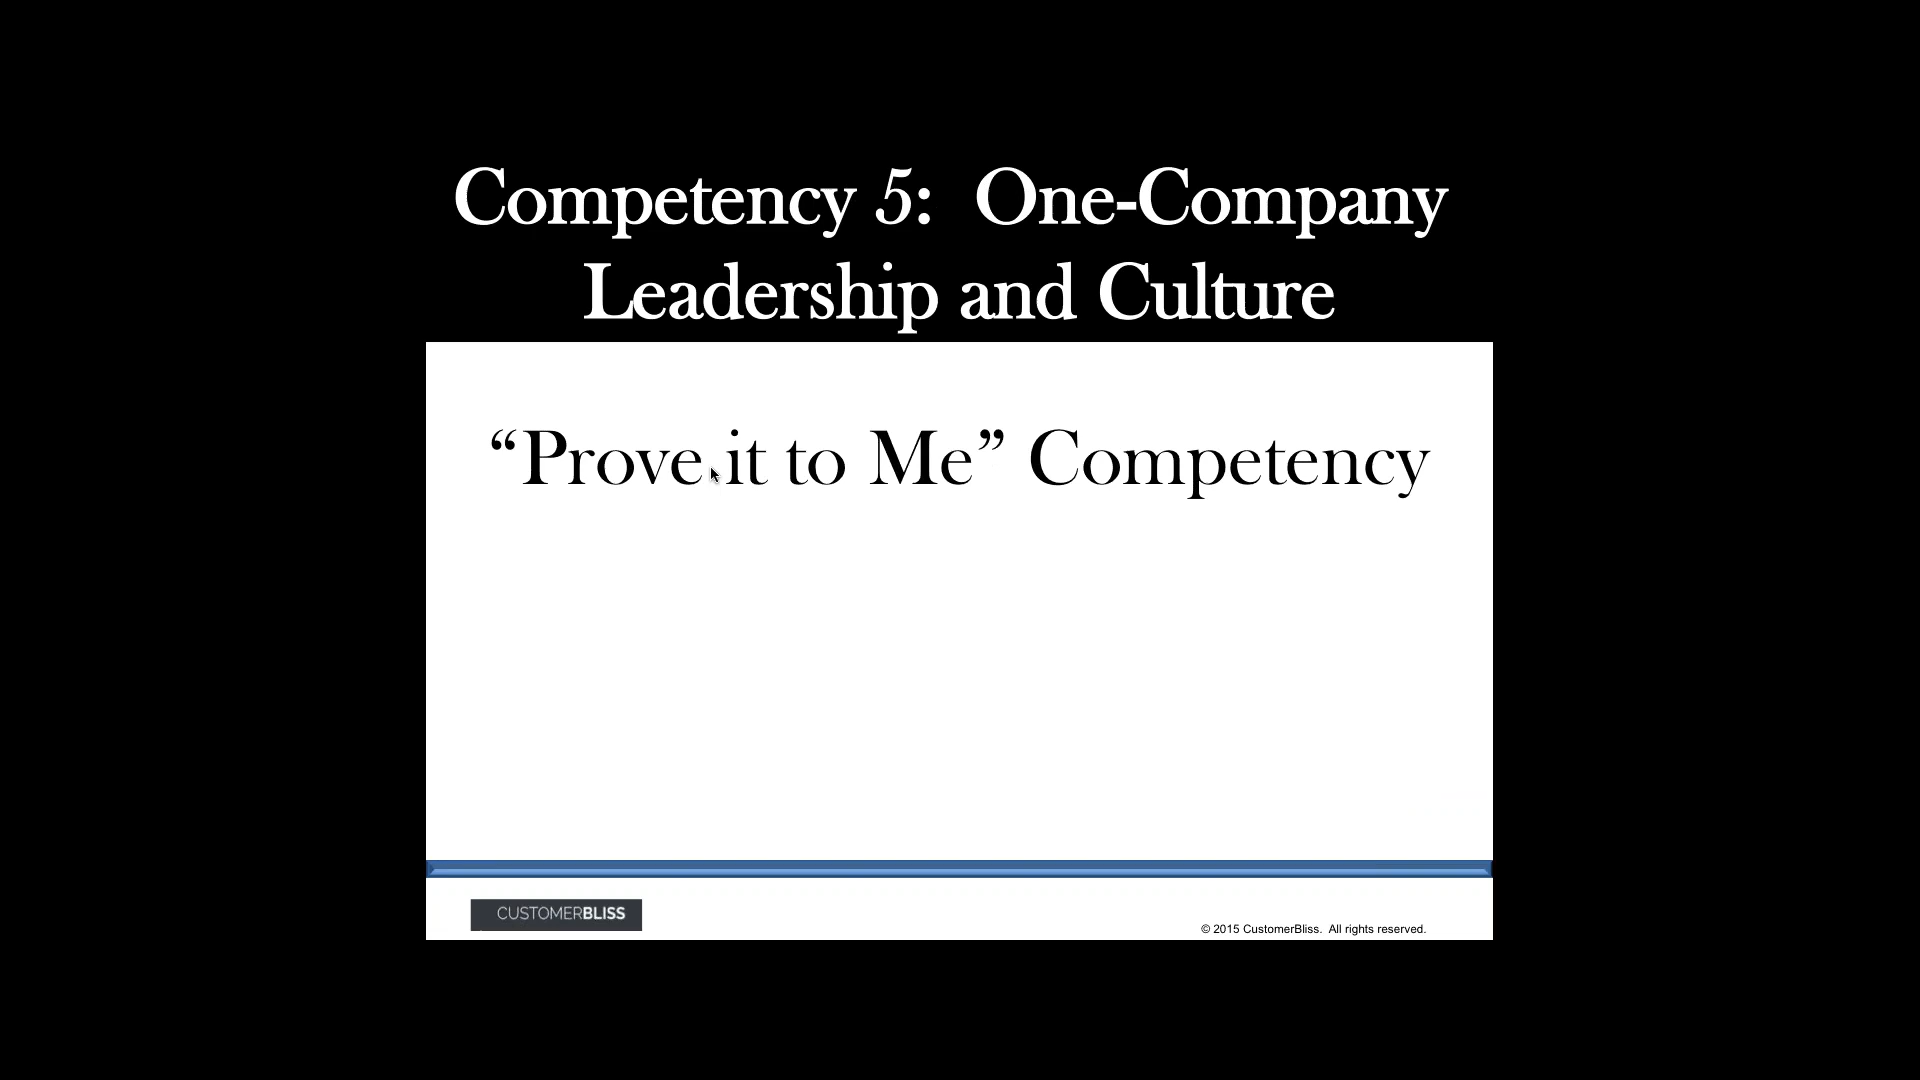 Competency 5:  One-Company
Leadership and Culture
“Prove it to Me” Competency
CUSTOMERBLISS
© 2015 CustomerBliss.  All rights reserved.